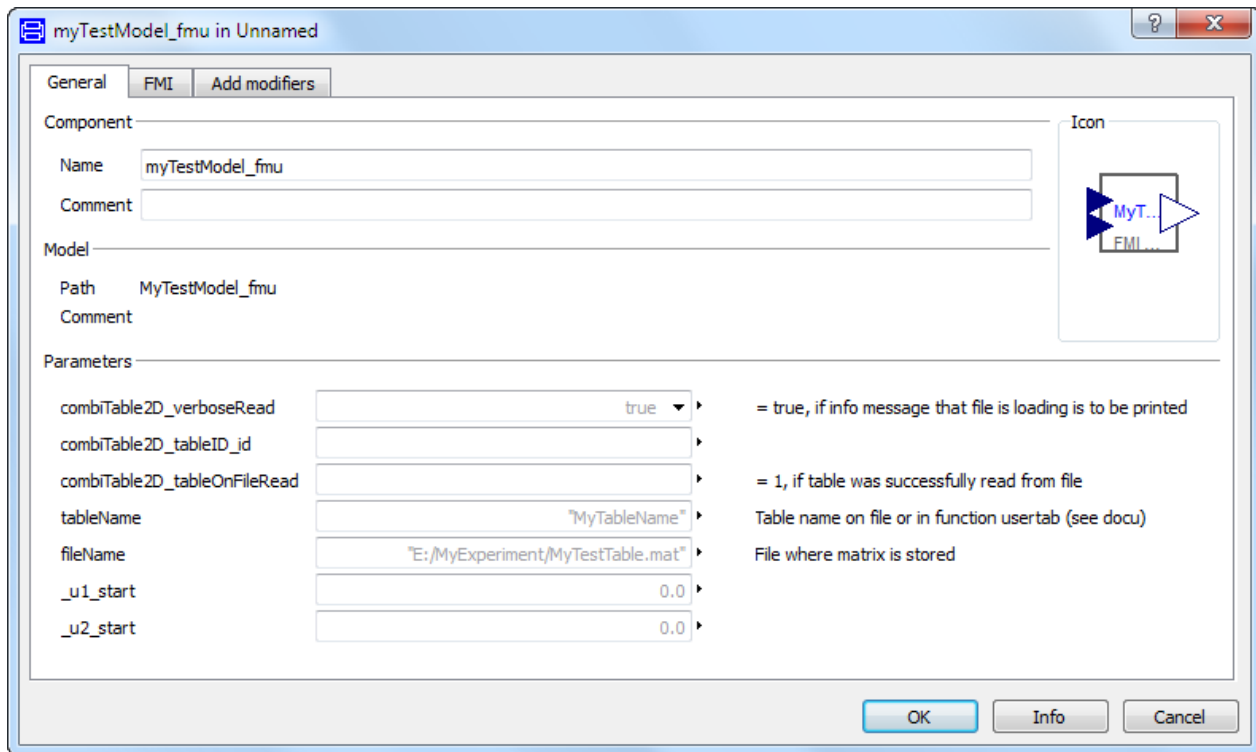 myTestModel_fmu in Unnamed
?
General FMI Add modifiers
Component
Icon
Name myTestModel_fmu
Comment
MyT...
FMI ...
Model
Path MyTestModel_fmu
Comment
Parameters
combiTable2D_verboseRead true = true, if info message that file is loading is to be printed
combiTable2D_tableID_id
combiTable2D_tableOnFileRead = 1, if table was successfully read from file
tableName "MyTableName" Table name on file or in function usertab (see docu)
fileName "E:/MyExperiment/MyTestTable.mat" File where matrix is stored
_u1_start 0.0
_u2_start 0.0
OK Info Cancel